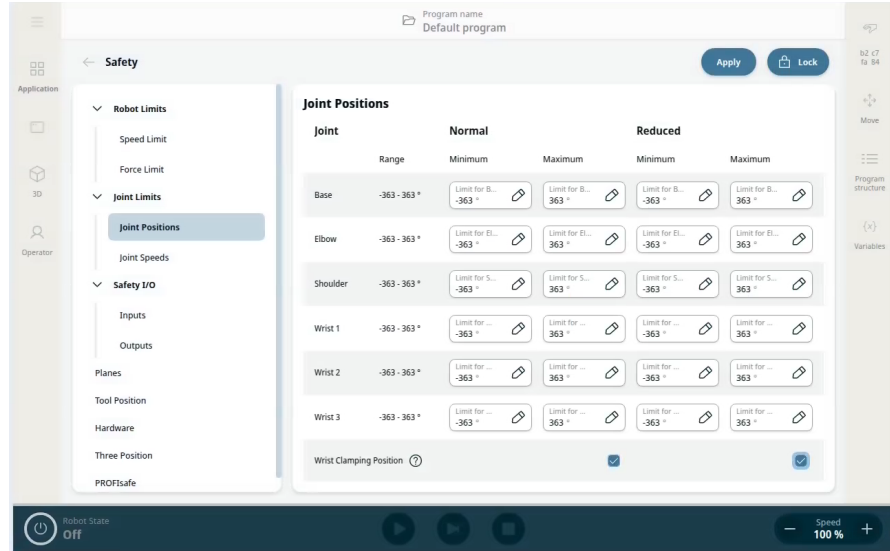 Program name
Default program
b2 c7
fa 84
Safety
Apply
Lock
Application
Move
3D
Program
structure
Operator
Variables
Robot Limits
Speed Limit
Force Limit
Joint Limits
Joint Positions
Joint Speeds
Safety I/O
Inputs
Outputs
Planes
Tool Position
Hardware
Three Position
PROFIsafe
Joint Positions
Joint Normal Reduced
Range Minimum Maximum Minimum Maximum
Limit for B... Limit for B... Limit for B... Limit for B...
Base -363 - 363 ° -363 ° 363 ° -363 ° 363 °
Limit for El... Limit for El... Limit for El... Limit for El...
Elbow -363 - 363 ° -363 ° 363 ° -363 ° 363 °
Limit for S... Limit for S... Limit for S... Limit for S...
Shoulder -363 - 363 ° -363 ° 363 ° -363 ° 363 °
Limit for ... Limit for ... Limit for ... Limit for ...
Wrist 1 -363 - 363 ° -363 ° 363 ° -363 ° 363 °
Limit for ... Limit for ... Limit for ... Limit for ...
Wrist 2 -363 - 363 ° -363 ° 363 ° -363 ° 363 °
Limit for ... Limit for ... Limit for ... Limit for ...
Wrist 3 -363 - 363 ° -363 ° 363 ° -363 ° 363 °
Wrist Clamping Position ?
Robot State
Off
Speed
100 %